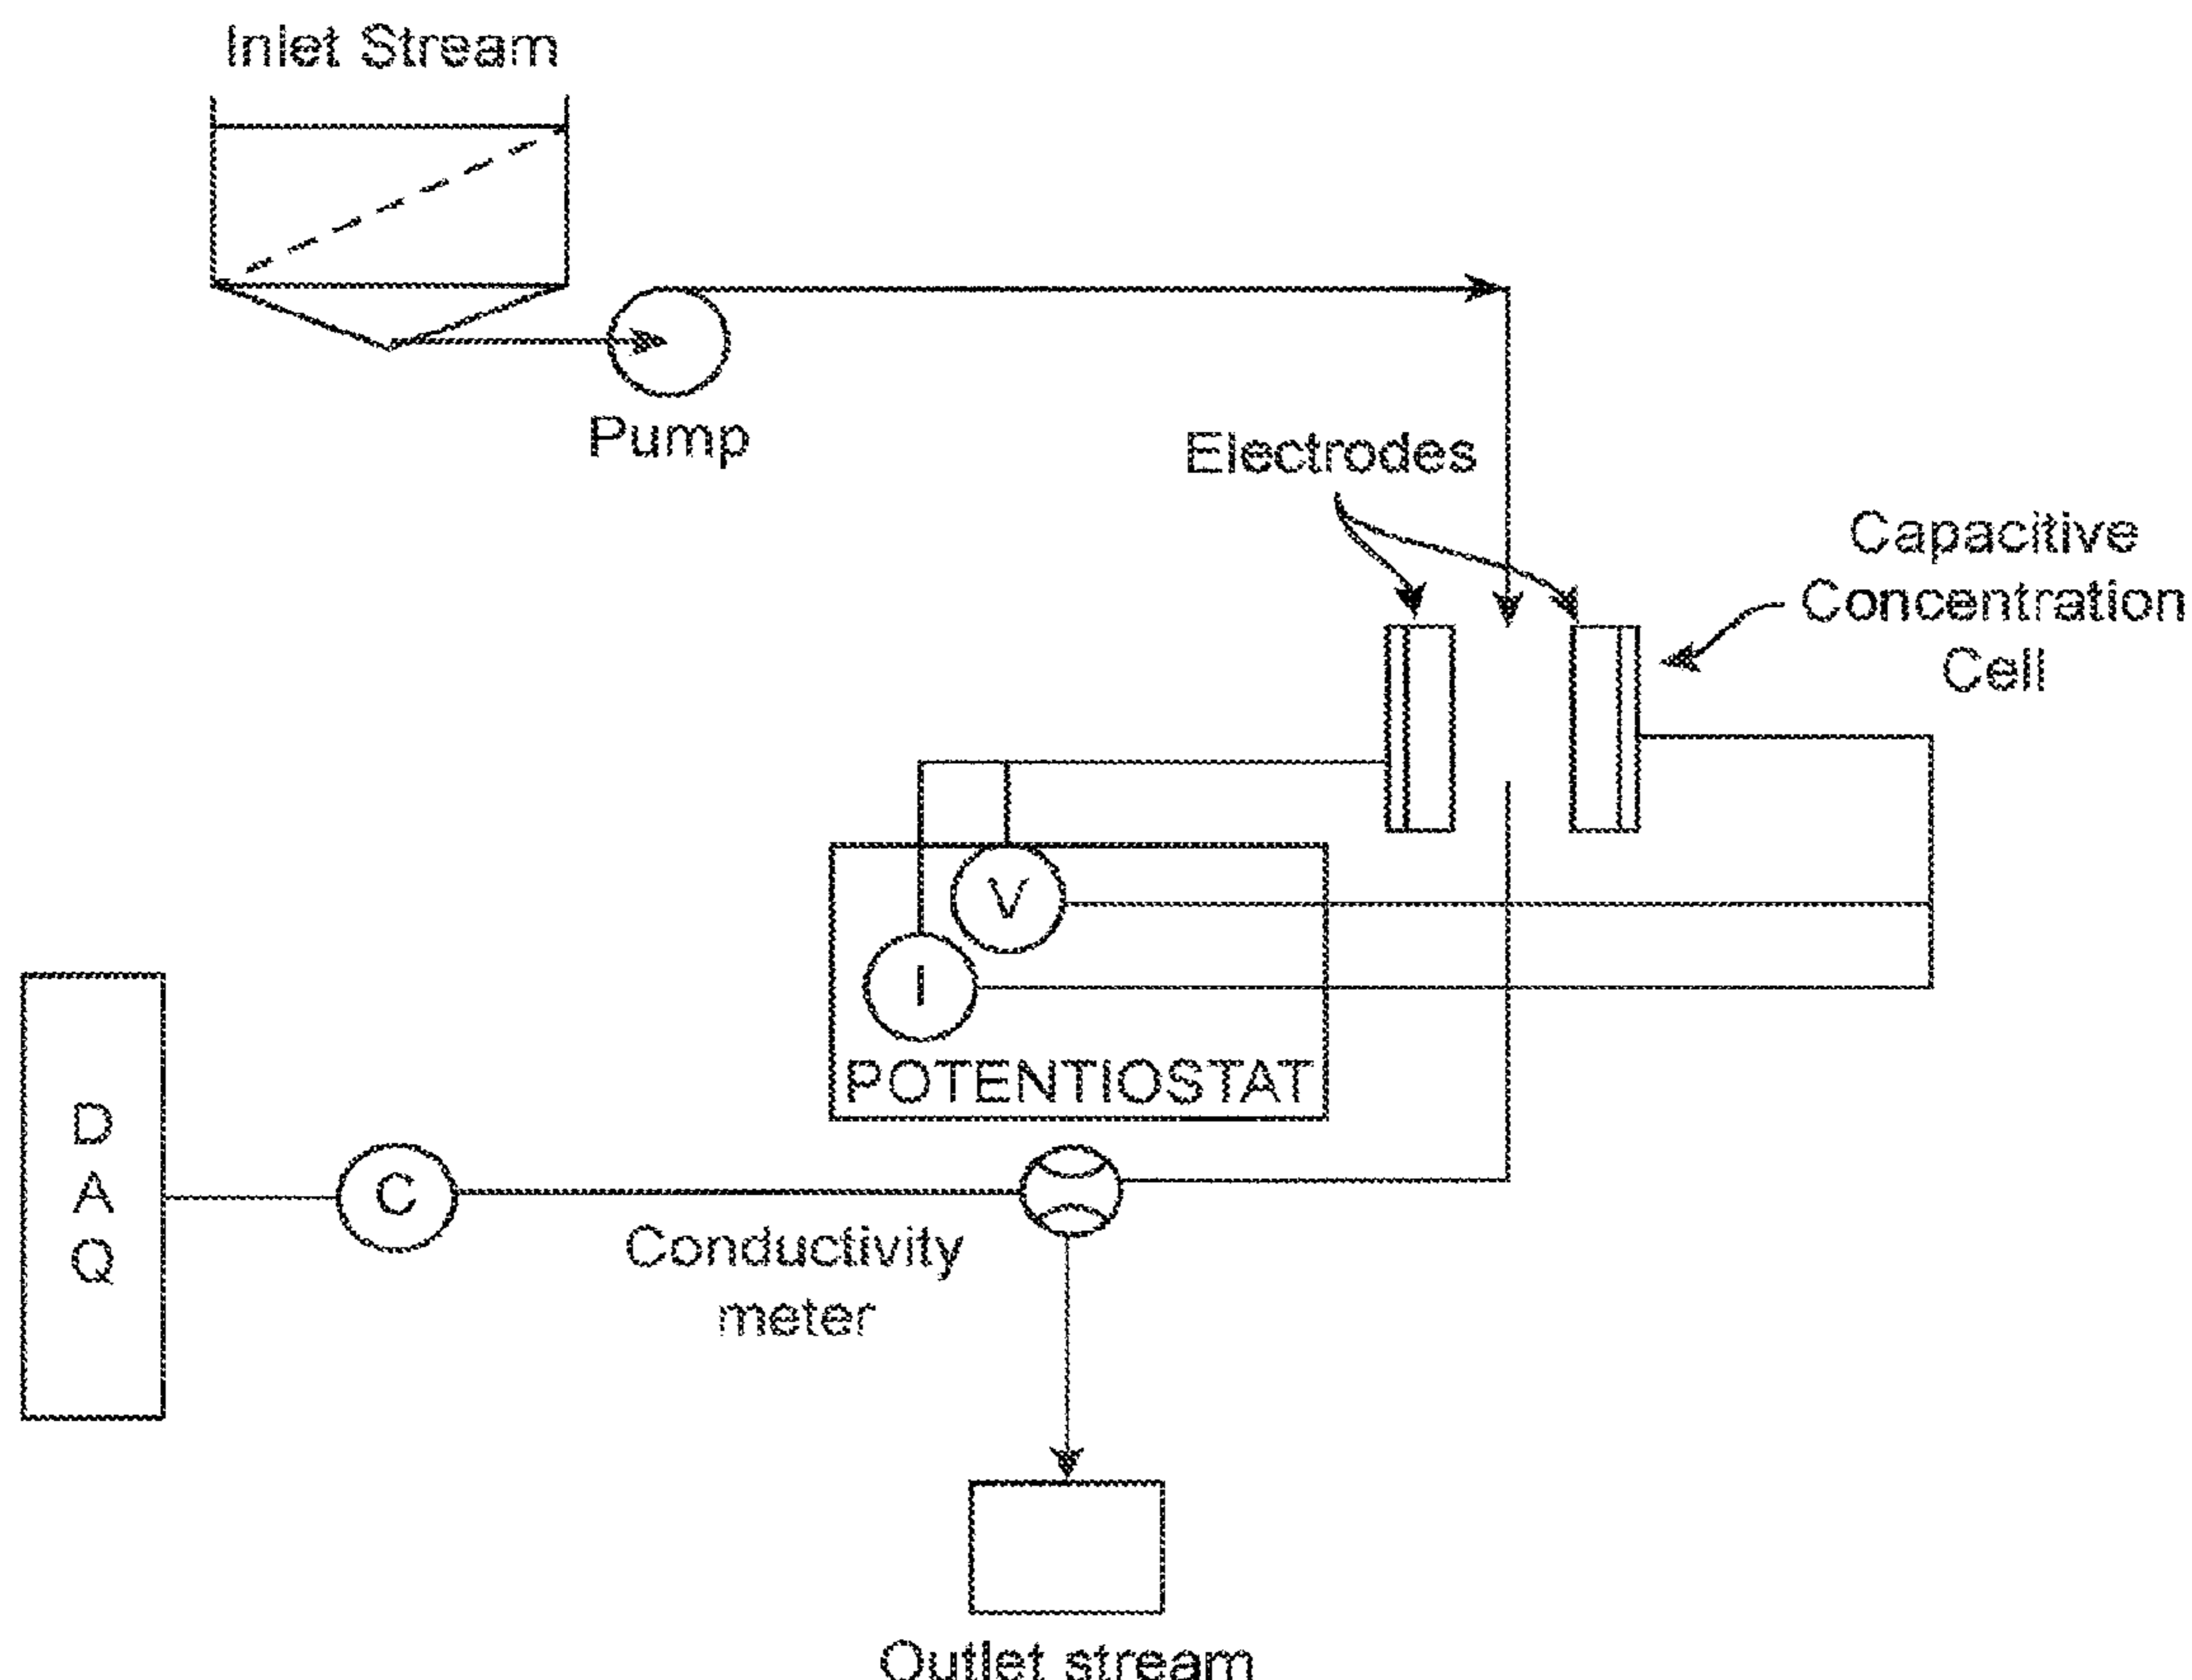 Inlet Stream
Pump
Electrodes
Capacitive
Concentration
Cell
V
I
POTENTIOSTAT
D
A
Q
C
Conductivity
meter
Outlet stream